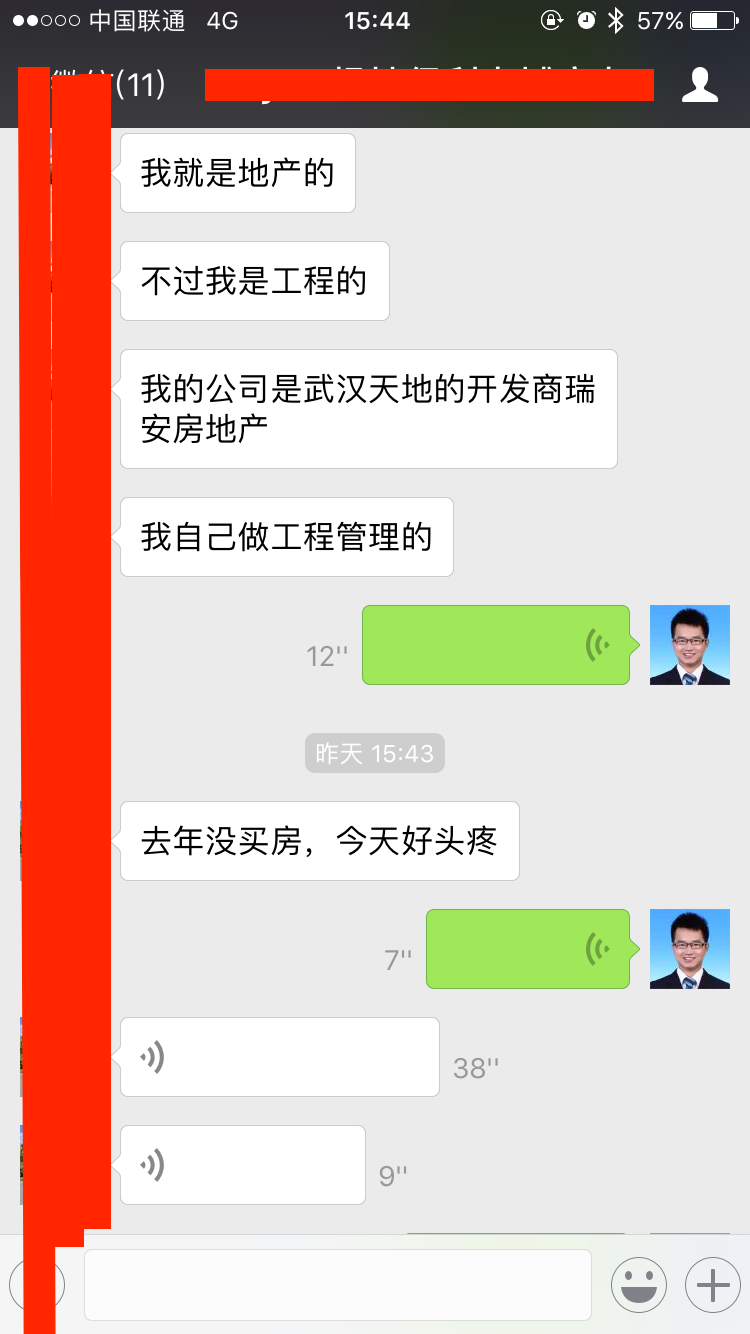 中国联通 4G 15:44 57%
(11)
我就是地产的
不过我是工程的
我的公司是武汉天地的开发商瑞
安房地产
我自己做工程管理的
12''
昨天 15:43
去年没买房，今天好头疼
7''
38''
9''